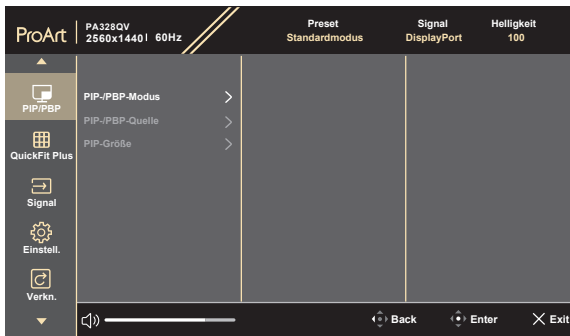 ProArt
PA328QV
2560x1440 60Hz
Preset
Standardmodus
Signal
DisplayPort
Helligkeit
100
PIP/PBP
QuickFit Plus
Signal
Einstell.
Verkn.
PIP-/PBP-Modus
PIP-/PBP-Quelle
PIP-Größe
Back
Enter
Exit